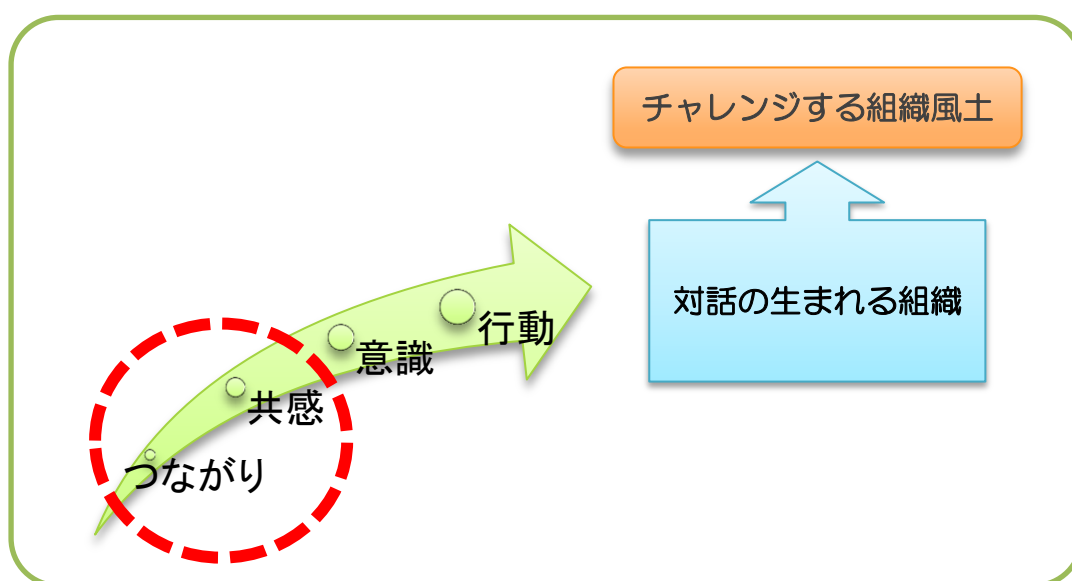 チャレンジする組織風土
対話の生まれる組織
行動
意識
共感
つながり